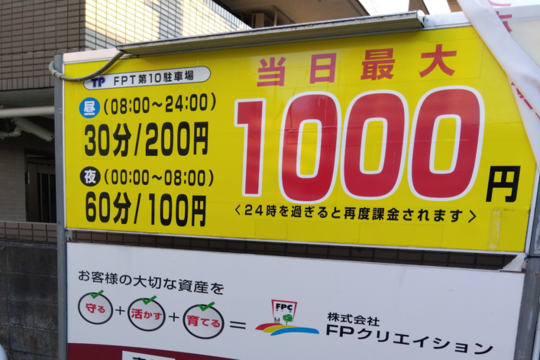 TP FPT第10駐車場
当日最大
昼(08:00〜24:00)
30分/200円
1000円
夜(00:00〜08:00)
60分/100円
<24時を過ぎると再度課金されます>
お客様の大切な資産を
守る+活かす+育てる=
FPC
株式会社
FPクリエイション